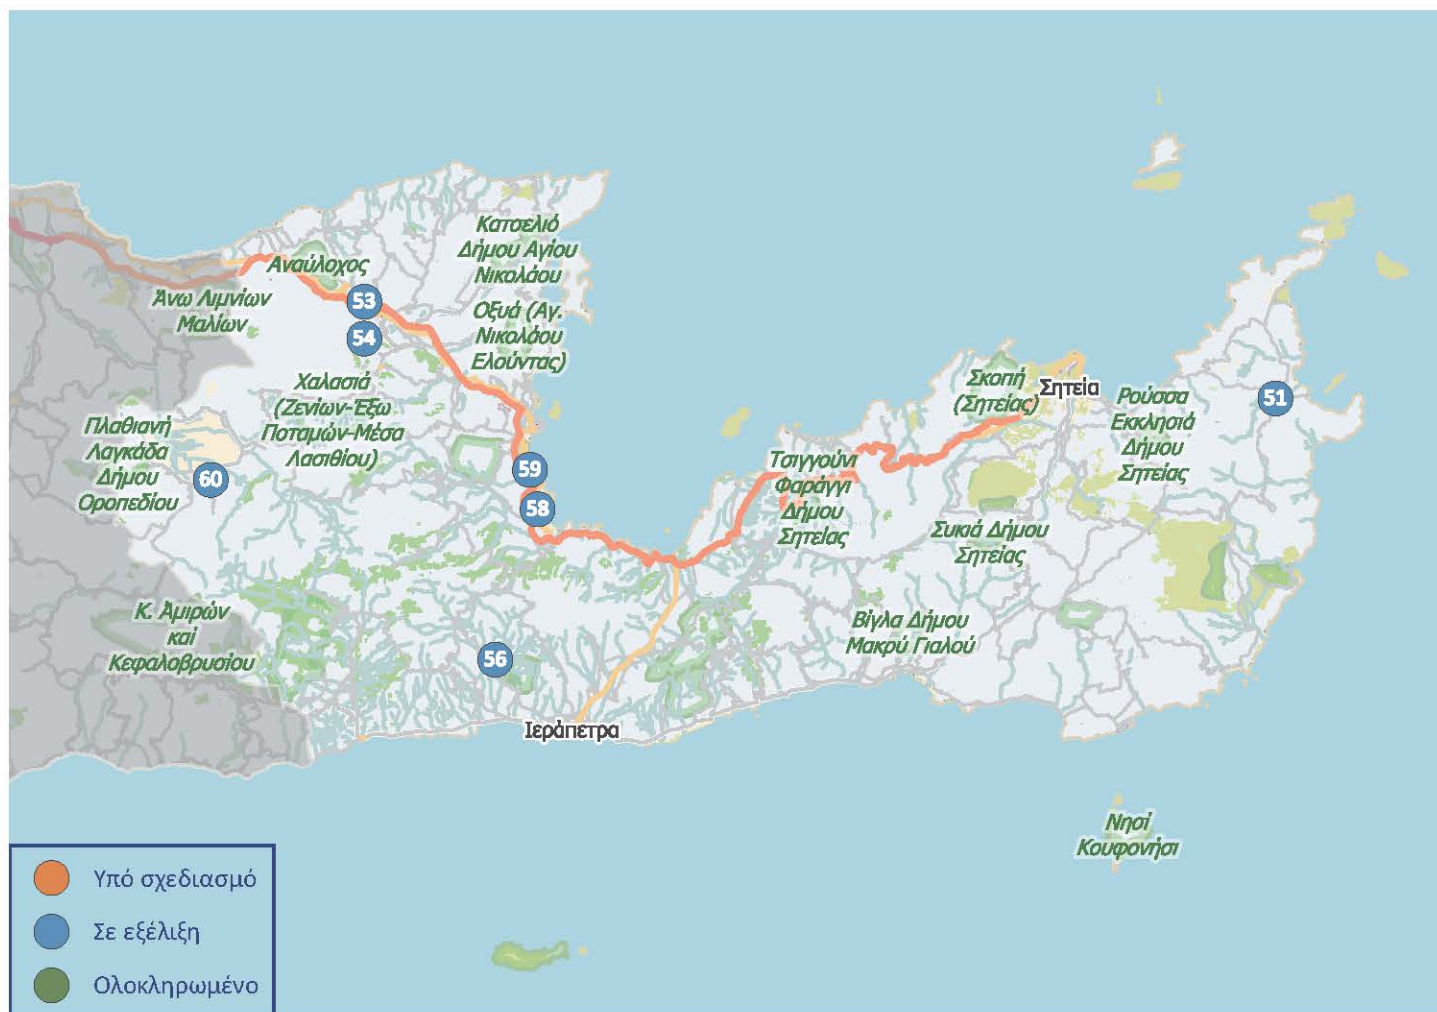 Κατσελιό
Δήμου Αγίου
Νικολάου
Αναύλοχος
Άνω Λιμνίων
Μαλίων
53
54
Οξυά (Αγ.
Νικολάου
Ελούντας)
Χαλασιά
(Ζενίων-Έξω
Ποταμών-Μέσα
Λασιθίου)
Πλαθιανή
Λαγκάδα
Δήμου
Οροπεδίου
60
59
58
Σκοπή
(Σητείας)
Σητεία
Ρούσσα
Εκκλησιά
Δήμου
Σητείας
51
Τσιγγούνι
Φαράγγι
Δήμου
Σητείας
Συκιά Δήμου
Σητείας
Κ. Αμιρών
και
Κεφαλοβρυσίου
Βίγλα Δήμου
Μακρύ Γιαλού
56
Ιεράπετρα
Νησί
Κουφονήσι
Υπό σχεδιασμό
Σε εξέλιξη
Ολοκληρωμένο